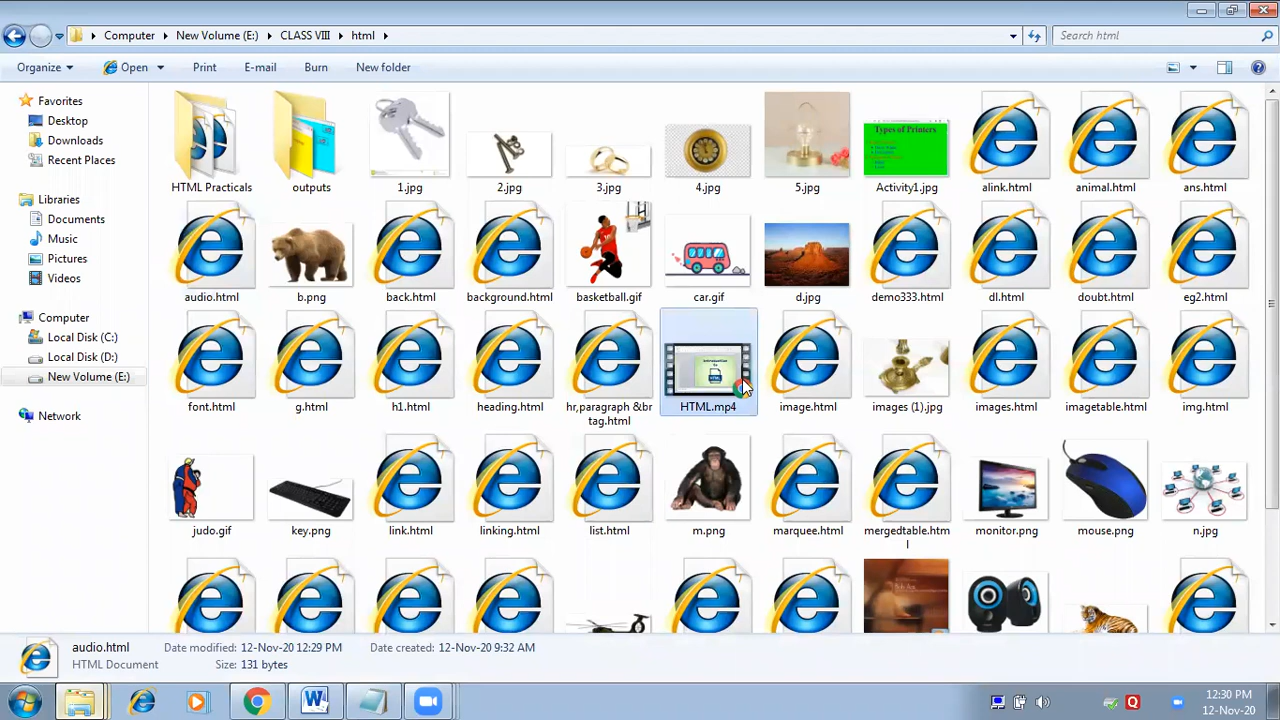 Computer New Volume (E:) CLASS VIII html
Search html
Organize Open Print E-mail Burn New folder
Favorites
Desktop
Downloads
Recent Places
Libraries
Documents
Music
Pictures
Videos
Computer
Local Disk (C:)
Local Disk (D:)
New Volume (E:)
Network
Types of Printers
HTML Practicals outputs 1.jpg 2.jpg 3.jpg 4.jpg 5.jpg Activity1.jpg alink.html animal.html ans.html
audio.html b.png back.html background.html basketball.gif car.gif d.jpg demo333.html dl.html doubt.html eg2.html
font.html g.html h1.html heading.html hr,paragraph &br HTML.mp4 image.html images (1).jpg images.html imagetable.html img.html
tag.html
judo.gif key.png link.html linking.html list.html m.png marquee.html mergedtable.htm monitor.png mouse.png n.jpg
l
audio.html Date modified: 12-Nov-20 12:29 PM Date created: 12-Nov-20 9:32 AM
HTML Document Size: 131 bytes
12:30 PM
12-Nov-20